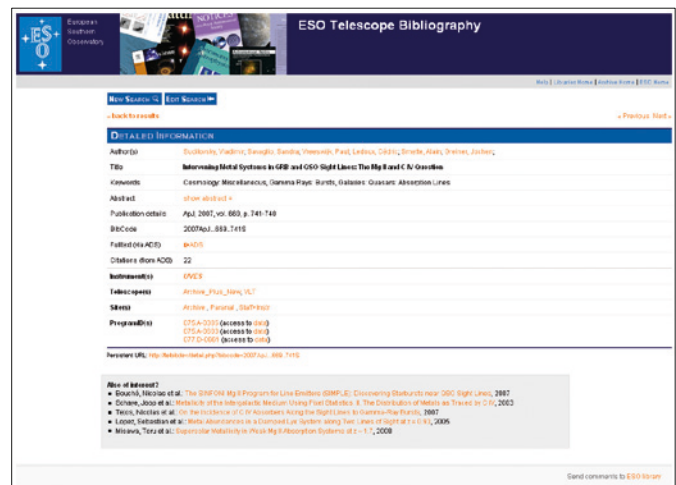 European
Southern
Observatory
ESO Telescope Bibliography
Help | Libraries Home | Archive Home | ESO Home
NEW SEARCH EDIT SEARCH
« back to results
« Previous Next »
DETAILED INFORMATION
Author(s) Sudilovsky, Vladimir, Savaglio, Sandra, Vreeswijk, Paul, Ledoux, Cédric, Smette, Alain, Greiner, Jochen;
Title Intervening Metal Systems in GRB and QSO Sight Lines: The Mg II and C IV Question
Keywords Cosmology: Miscellaneous, Gamma Rays: Bursts, Galaxies: Quasars: Absorption Lines
Abstract show abstract »
Publication details ApJ, 2007, vol. 669, p. 741-748
BibCode 2007ApJ...669..741S
Fulltext (via ADS) ADS
Citations (from ADS) 22
Instrument(s) UVES
Telescope(s) Archive_Plus_New, VLT
Site(s) Archive, Paranal, Staff+Instr
ProgramID(s)
(access to data)
(access to data)
(access to data)
Persistent URL:
Also of interest?
Bouché, Nicolas et al.: The SINFONI Mg II Program for Line Emitters (SIMPLE): Discovering Starbursts near QSO Sight Lines, 2007
Schaye, Joop et al.: Metallicity of the Intergalactic Medium Using Pixel Statistics. II. The Distribution of Metals as Traced by C IV, 2003
Tejos, Nicolas et al.: On the Incidence of C IV Absorbers Along the Sight Lines to Gamma-Ray Bursts, 2007
Lopez, Sebastian et al.: Metal Abundances in a Damped Lyα System along Two Lines of Sight at z = 0.93, 2005
Misawa, Toru et al.: Supersolar Metallicity in Weak Mg II Absorption Systems at z ~ 1.7, 2008
Send comments to ESO library